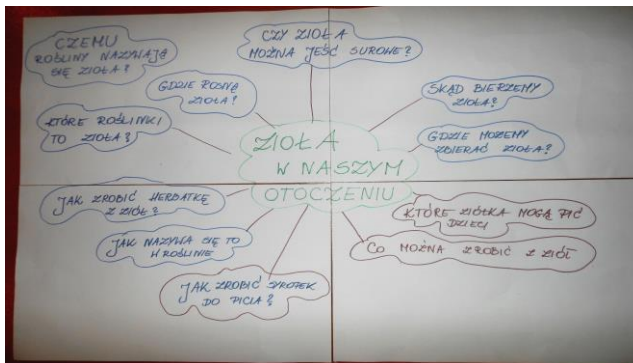 CZEMU
ROŚLINY NAZYWAJĄ
SIĘ ZIOŁA?
CZY ZIOŁA
MOŻNA JEŚĆ SUROWE?
GDZIE ROSNĄ
ZIOŁA?
SKĄD BIERZEMY
ZIOŁA?
KTÓRE ROŚLINKI
TO ZIOŁA?
GDZIE MOŻEMY
ZBIERAĆ ZIOŁA?
ZIOŁA
W NASZYM
OTOCZENIU
JAK ZROBIĆ HERBATKĘ
Z ZIÓŁ?
KTÓRE ZIÓŁKA MOGĄ PIĆ
DZIECI
JAK NAZYWA SIĘ TO
W ROŚLINIE
CO MOŻNA ZROBIĆ Z ZIÓŁ
JAK ZROBIĆ SYROPEK
DO PICIA?